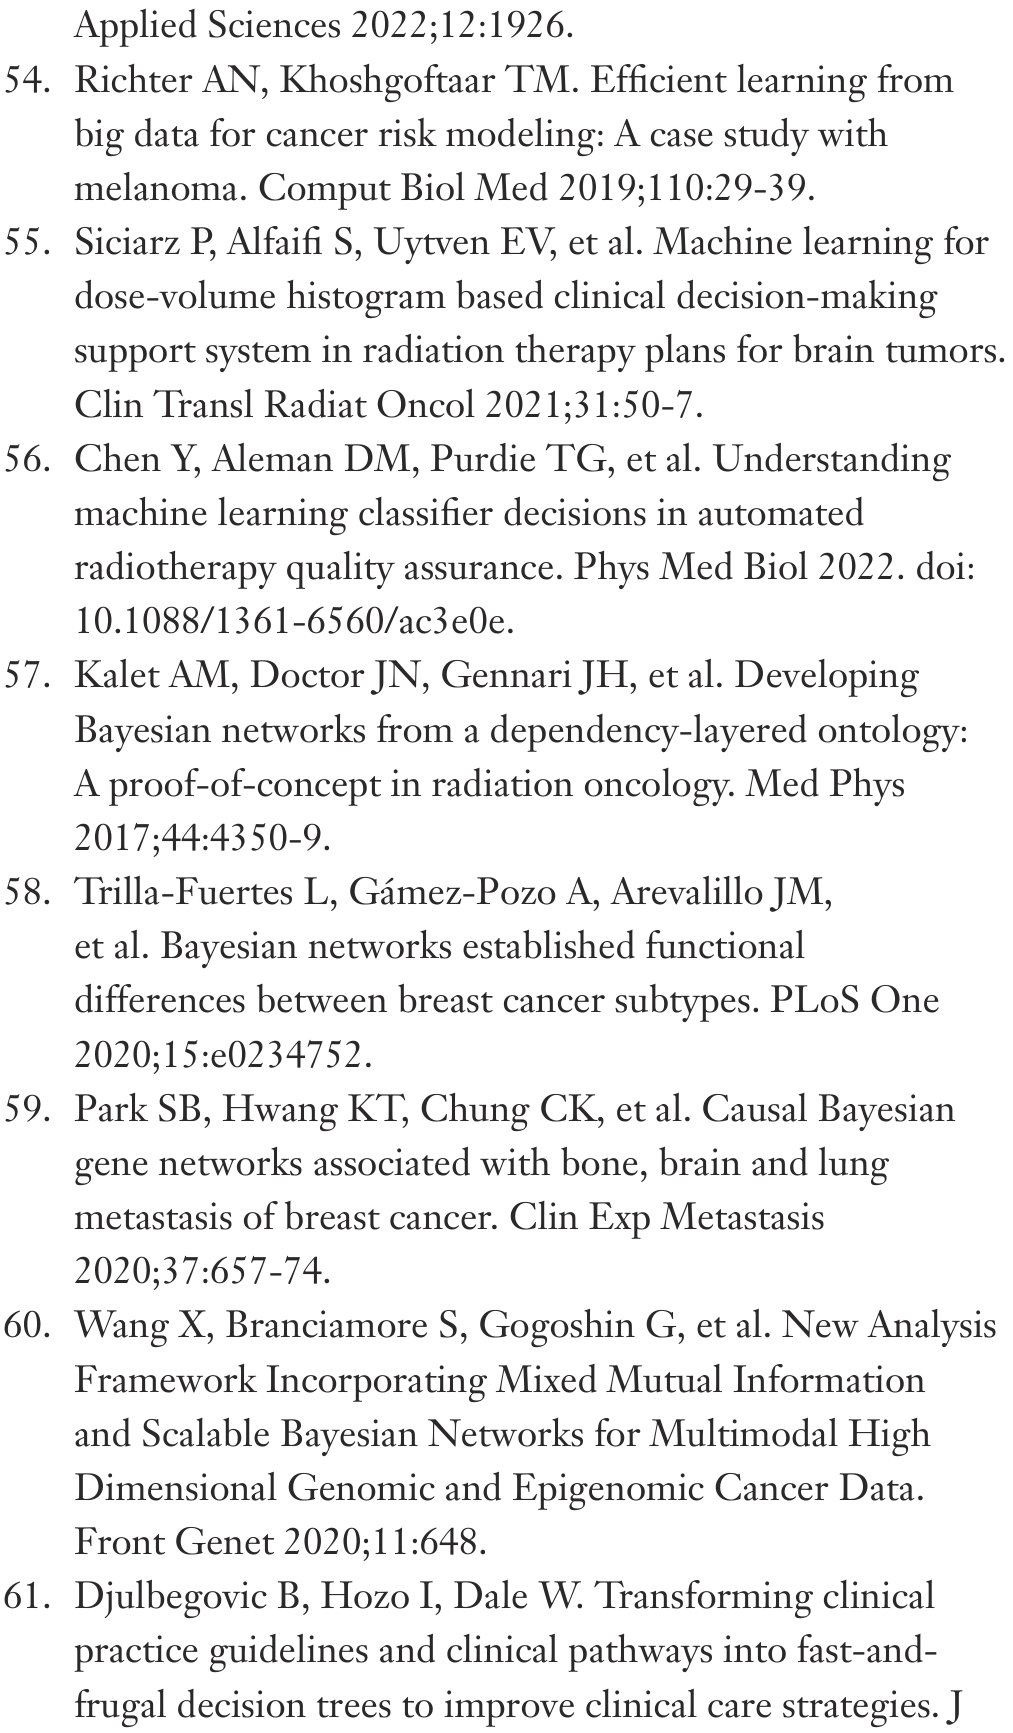 Applied Sciences 2022;12:1926.
54. Richter AN, Khoshgoftaar TM. Efficient learning from
big data for cancer risk modeling: A case study with
melanoma. Comput Biol Med 2019;110:29-39.
55. Siciarz P, Alfaifi S, Uytven EV, et al. Machine learning for
dose-volume histogram based clinical decision-making
support system in radiation therapy plans for brain tumors.
Clin Transl Radiat Oncol 2021;31:50-7.
56. Chen Y, Aleman DM, Purdie TG, et al. Understanding
machine learning classifier decisions in automated
radiotherapy quality assurance. Phys Med Biol 2022. doi:
10.1088/1361-6560/ac3e0e.
57. Kalet AM, Doctor JN, Gennari JH, et al. Developing
Bayesian networks from a dependency-layered ontology:
A proof-of-concept in radiation oncology. Med Phys
2017;44:4350-9.
58. Trilla-Fuertes L, Gámez-Pozo A, Arevalillo JM,
et al. Bayesian networks established functional
differences between breast cancer subtypes. PLoS One
2020;15:e0234752.
59. Park SB, Hwang KT, Chung CK, et al. Causal Bayesian
gene networks associated with bone, brain and lung
metastasis of breast cancer. Clin Exp Metastasis
2020;37:657-74.
60. Wang X, Branciamore S, Gogoshin G, et al. New Analysis
Framework Incorporating Mixed Mutual Information
and Scalable Bayesian Networks for Multimodal High
Dimensional Genomic and Epigenomic Cancer Data.
Front Genet 2020;11:648.
61. Djulbegovic B, Hozo I, Dale W. Transforming clinical
practice guidelines and clinical pathways into fast-and-
frugal decision trees to improve clinical care strategies. J